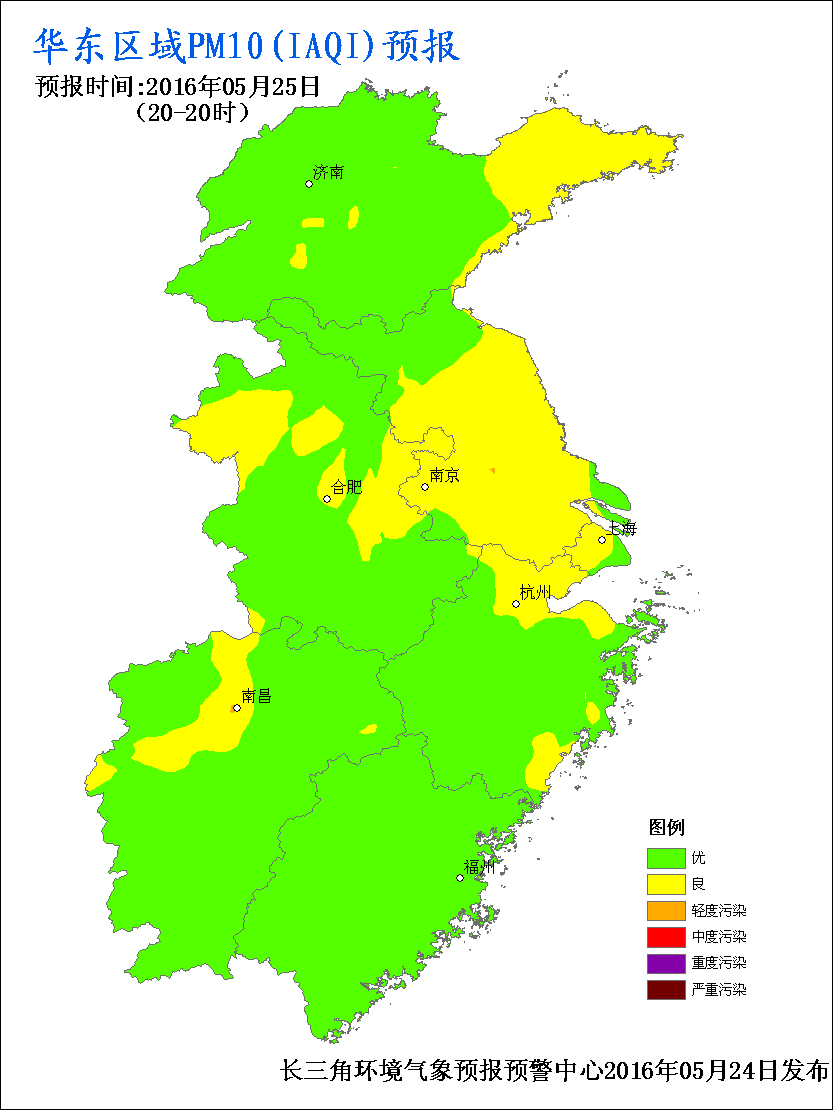 华东区域PM10(IAQI)预报
预报时间:2016年05月25日
(20-20时)
济南
合肥
南京
上海
杭州
南昌
福州
图例
优
良
轻度污染
中度污染
重度污染
严重污染
长三角环境气象预报预警中心2016年05月24日发布